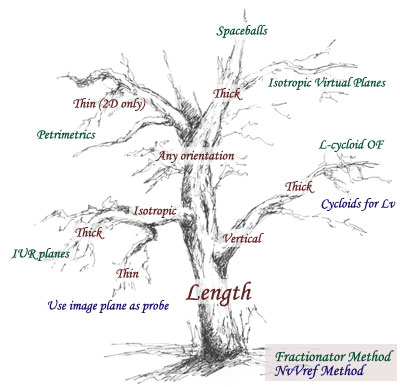 Spaceballs
Isotropic Virtual Planes
Thick
Thin (2D only)
Petrimetrics
L-cycloid OF
Any orientation
Thick
Cycloids for Lv
Isotropic
Thick
Vertical
IUR planes
Thin
Length
Use image plane as probe
Fractionator Method
NvVref Method